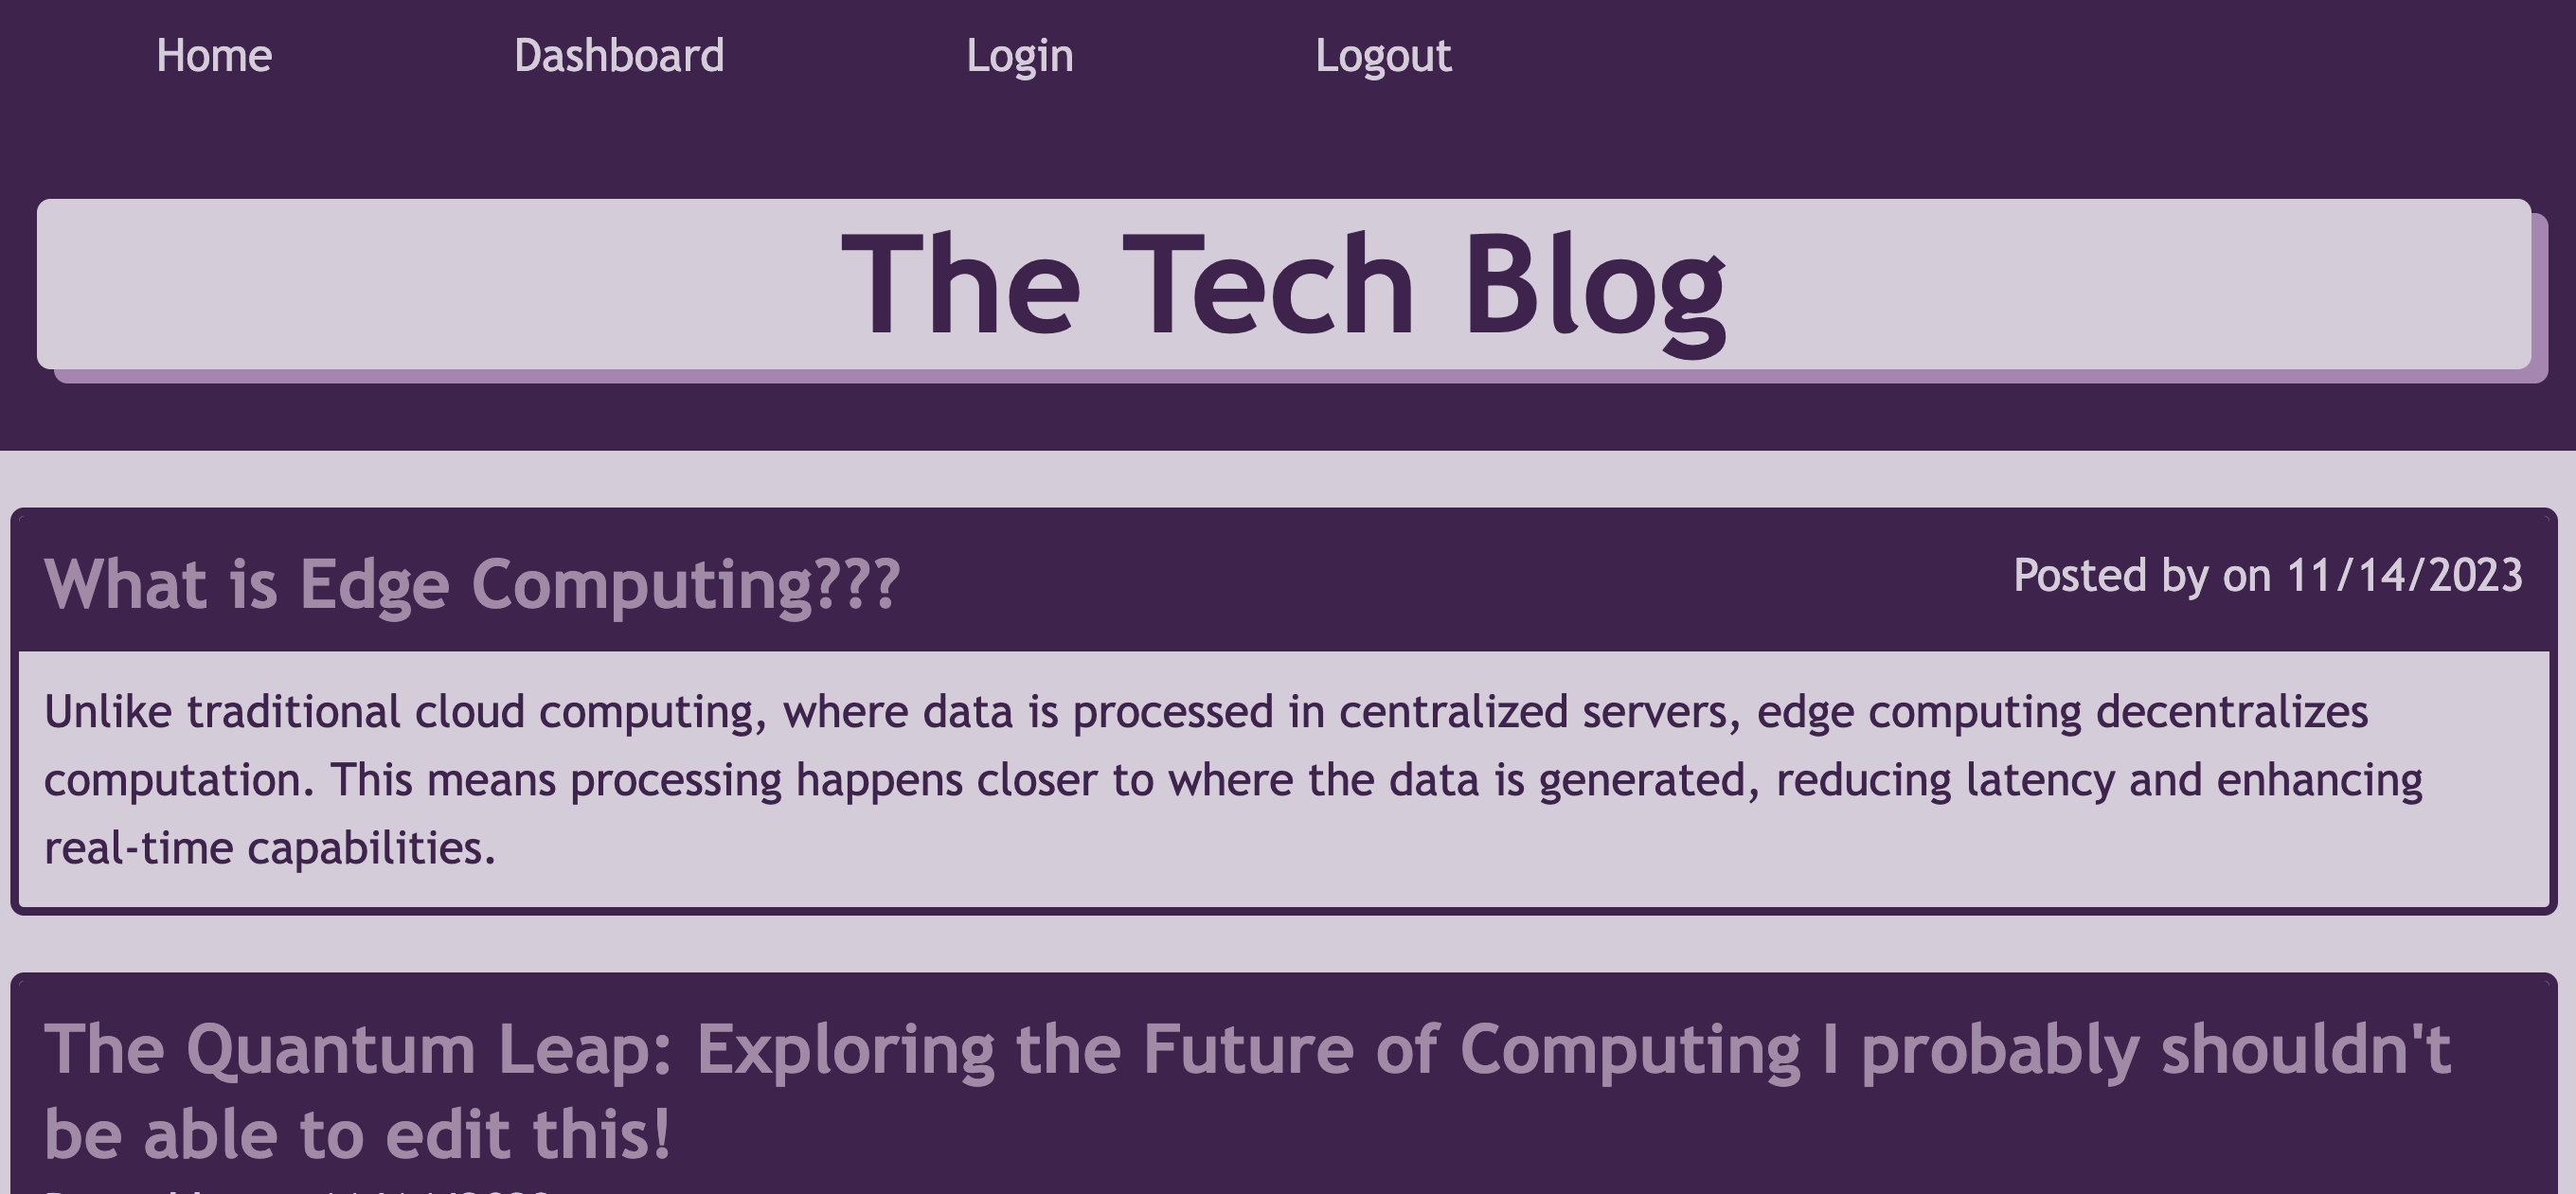 Home Dashboard Login Logout
The Tech Blog
What is Edge Computing???
Posted by on 11/14/2023
Unlike traditional cloud computing, where data is processed in centralized servers, edge computing decentralizes
computation. This means processing happens closer to where the data is generated, reducing latency and enhancing
real-time capabilities.
The Quantum Leap: Exploring the Future of Computing I probably shouldn't
be able to edit this!